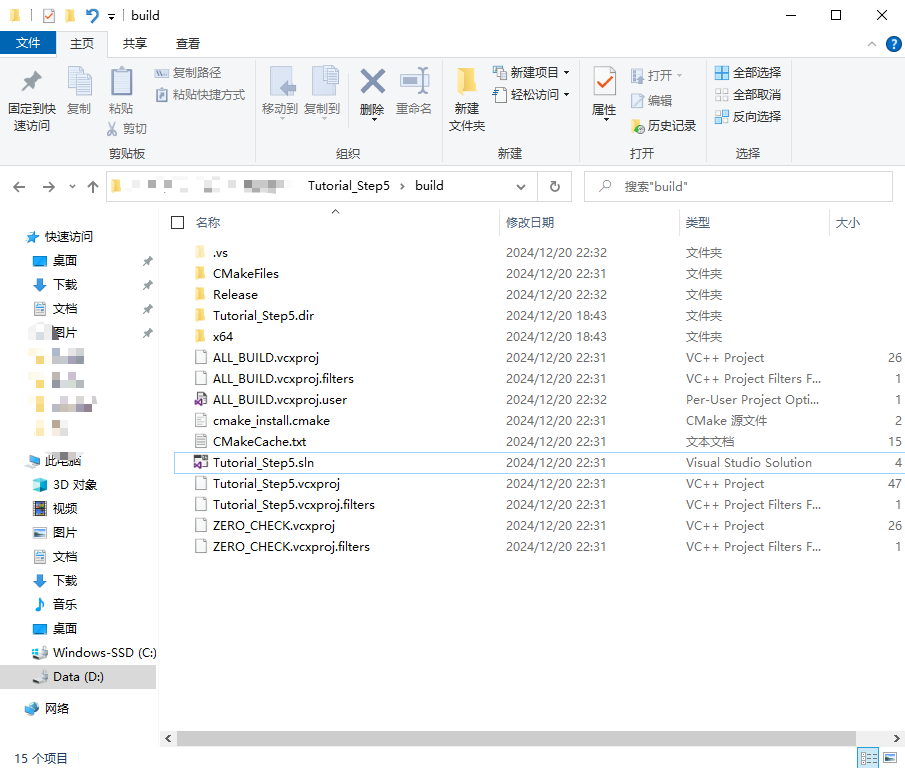 build
文件 主页 共享 查看
固定到快速访问 复制 粘贴 复制路径 粘贴快捷方式 剪切
移动到 复制到 删除 重命名
新建文件夹 新建项目 轻松访问
属性 打开 编辑 历史记录
全部选择 全部取消 反向选择
剪贴板 组织 新建 打开 选择
Tutorial_Step5 › build 搜索"build"
快速访问
桌面
下载
文档
图片
此电脑
3D 对象
视频
图片
文档
下载
音乐
桌面
Windows-SSD (C:)
Data (D:)
网络
名称 修改日期 类型 大小
.vs 2024/12/20 22:32 文件夹
CMakeFiles 2024/12/20 22:31 文件夹
Release 2024/12/20 22:32 文件夹
Tutorial_Step5.dir 2024/12/20 18:43 文件夹
x64 2024/12/20 18:43 文件夹
ALL_BUILD.vcxproj 2024/12/20 22:31 VC++ Project 26
ALL_BUILD.vcxproj.filters 2024/12/20 22:31 VC++ Project Filters F... 1
ALL_BUILD.vcxproj.user 2024/12/20 22:32 Per-User Project Opti... 1
cmake_install.cmake 2024/12/20 22:31 CMake 源文件 2
CMakeCache.txt 2024/12/20 22:31 文本文档 15
Tutorial_Step5.sln 2024/12/20 22:31 Visual Studio Solution 4
Tutorial_Step5.vcxproj 2024/12/20 22:31 VC++ Project 47
Tutorial_Step5.vcxproj.filters 2024/12/20 22:31 VC++ Project Filters F... 1
ZERO_CHECK.vcxproj 2024/12/20 22:31 VC++ Project 26
ZERO_CHECK.vcxproj.filters 2024/12/20 22:31 VC++ Project Filters F... 1
15 个项目